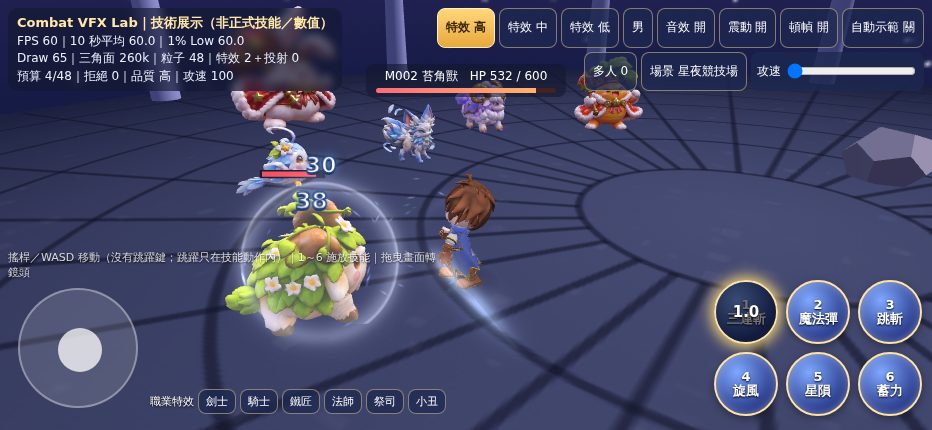 Combat VFX Lab｜技術展示（非正式技能／數值）
FPS 60｜10 秒平均 60.0｜1% Low 60.0
Draw 65｜三角面 260k｜粒子 48｜特效 2＋投射 0
預算 4/48｜拒絕 0｜品質 高｜攻速 100
特效 高
特效 中
特效 低
男
音效 開
震動 開
頓幀 開
自動示範 關
多人 0
場景 星夜競技場
攻速
M002 苔角獸 HP 532 / 600
30
38
搖桿／WASD 移動（沒有跳躍鍵；跳躍只在技能動作內）｜1~6 施放技能｜拖曳畫面轉
鏡頭
1
1.0
三連斬
2
魔法彈
3
跳斬
4
旋風
5
星隕
6
蓄力
職業特效
劍士
騎士
鐵匠
法師
祭司
小丑